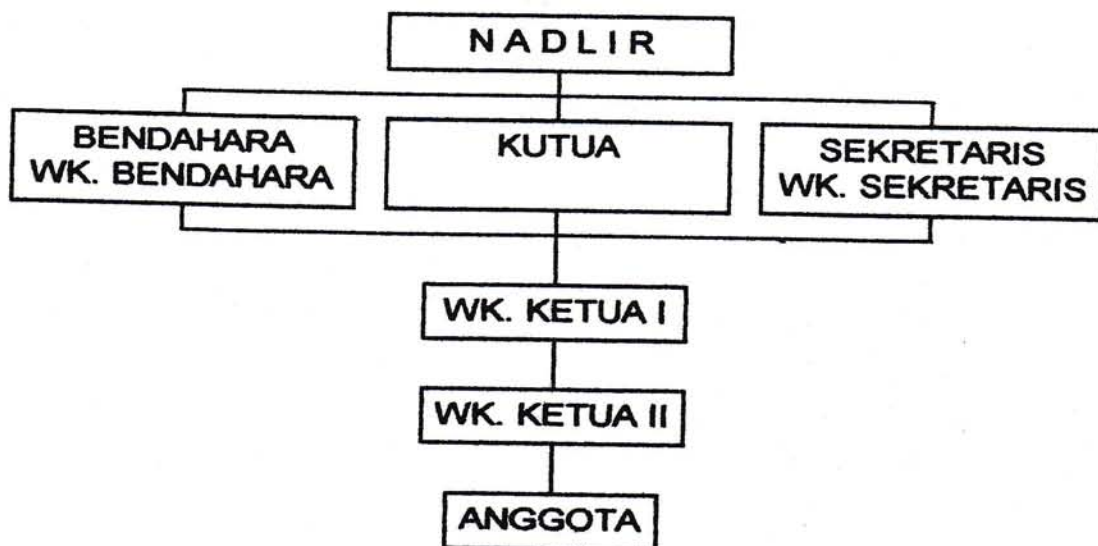 NADLIR
BENDAHARA
WK. BENDAHARA
KUTUA
SEKRETARIS
WK. SEKRETARIS
WK. KETUA I
WK. KETUA II
ANGGOTA